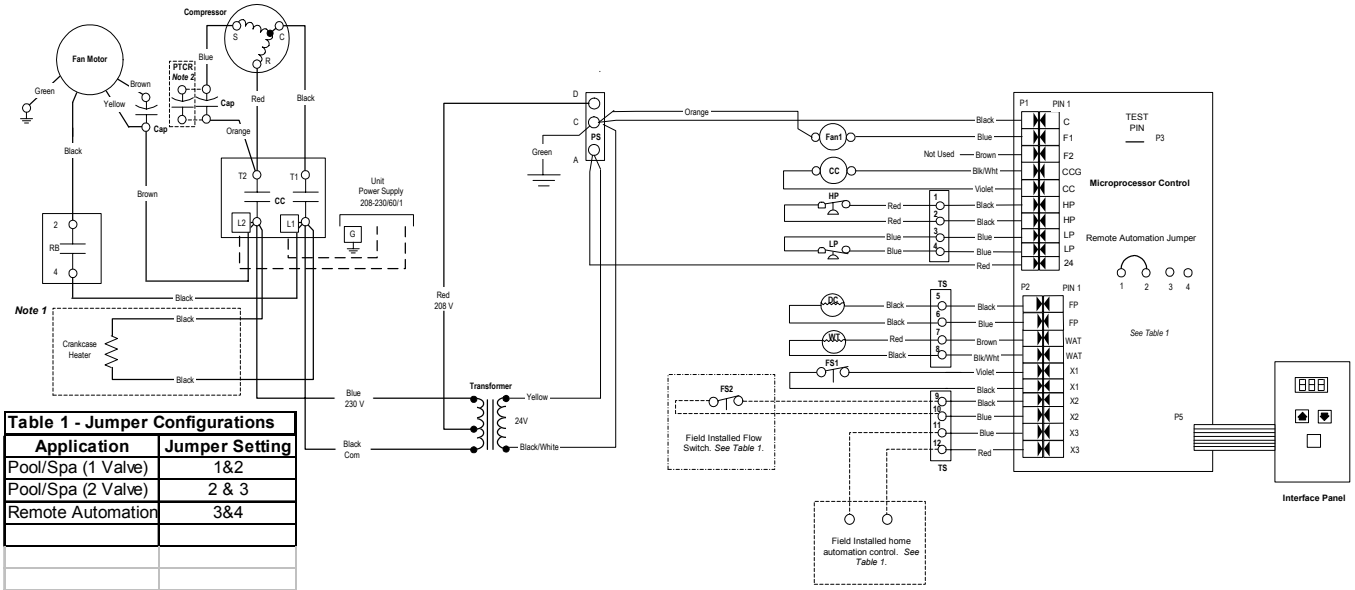 Compressor
S
C
R
Fan Motor
Green
Brown
Yellow
Cap
PTCR
Note 2
Blue
Cap
Red
Black
Orange
Black
Brown
T2
T1
CC
L2
L1
2
RB
4
Black
Unit
Power Supply
208-230/60/1
G
Note 1
Crankcase
Heater
Black
Black
Blue
230 V
Black
Com
Red
208 V
Transformer
24V
Yellow
Black/White
D
C
PS
A
Green
Orange
Fan1
CC
HP
LP
Black
Blue
Not Used
Brown
Blk/Wht
Violet
Red
1
Black
Red
2
Black
Blue
3
Blue
Blue
4
Blue
Red
P1
PIN 1
C
F1
F2
CCG
CC
HP
HP
LP
LP
24
TEST
PIN
P3
Microprocessor Control
Remote Automation Jumper
1
2
3
4
See Table 1
TS
DC
Black
5
Black
Black
6
Blue
WT
Red
7
Brown
Black
8
Blk/Wht
FS1
Violet
Black
9
Black
10
Blue
11
Blue
12
Red
TS
P2
PIN 1
FP
FP
WAT
WAT
X1
X1
X2
X2
X3
X3
P5
FS2
Field Installed Flow
Switch. See Table 1.
Field Installed home
automation control. See
Table 1.
Interface Panel
Table 1 - Jumper Configurations
Application Jumper Setting
Pool/Spa (1 Valve) 1&2
Pool/Spa (2 Valve) 2 & 3
Remote Automation 3&4